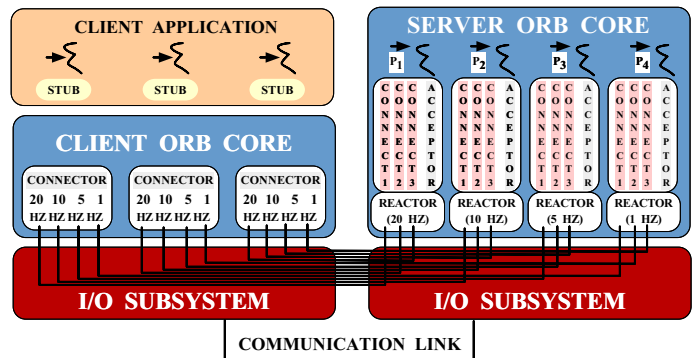 CLIENT APPLICATION
STUB STUB STUB
CLIENT ORB CORE
CONNECTOR CONNECTOR CONNECTOR
20 10 5 1 20 10 5 1 20 10 5 1
HZ HZ HZ HZ HZ HZ HZ HZ HZ HZ HZ HZ
I/O SUBSYSTEM
SERVER ORB CORE
P1 P2 P3 P4
CONNECT1 CONNECT2 CONNECT3 ACCEPTOR
CONNECT1 CONNECT2 CONNECT3 ACCEPTOR
CONNECT1 CONNECT2 CONNECT3 ACCEPTOR
CONNECT1 CONNECT2 CONNECT3 ACCEPTOR
REACTOR REACTOR REACTOR REACTOR
(20 HZ) (10 HZ) (5 HZ) (1 HZ)
I/O SUBSYSTEM
COMMUNICATION LINK